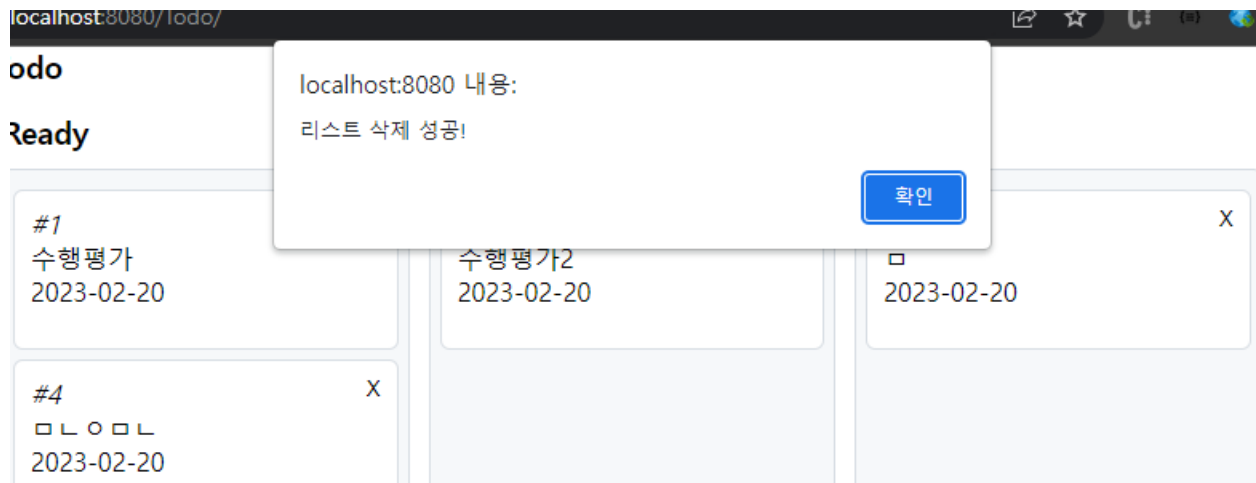 localhost:8080/Todo/
odo
Ready
localhost:8080 내용:
리스트 삭제 성공!
확인
#1
수행평가
2023-02-20
수행평가2
2023-02-20
X
ㅁ
2023-02-20
#4
X
ㅁㄴㅇㅁㄴ
2023-02-20